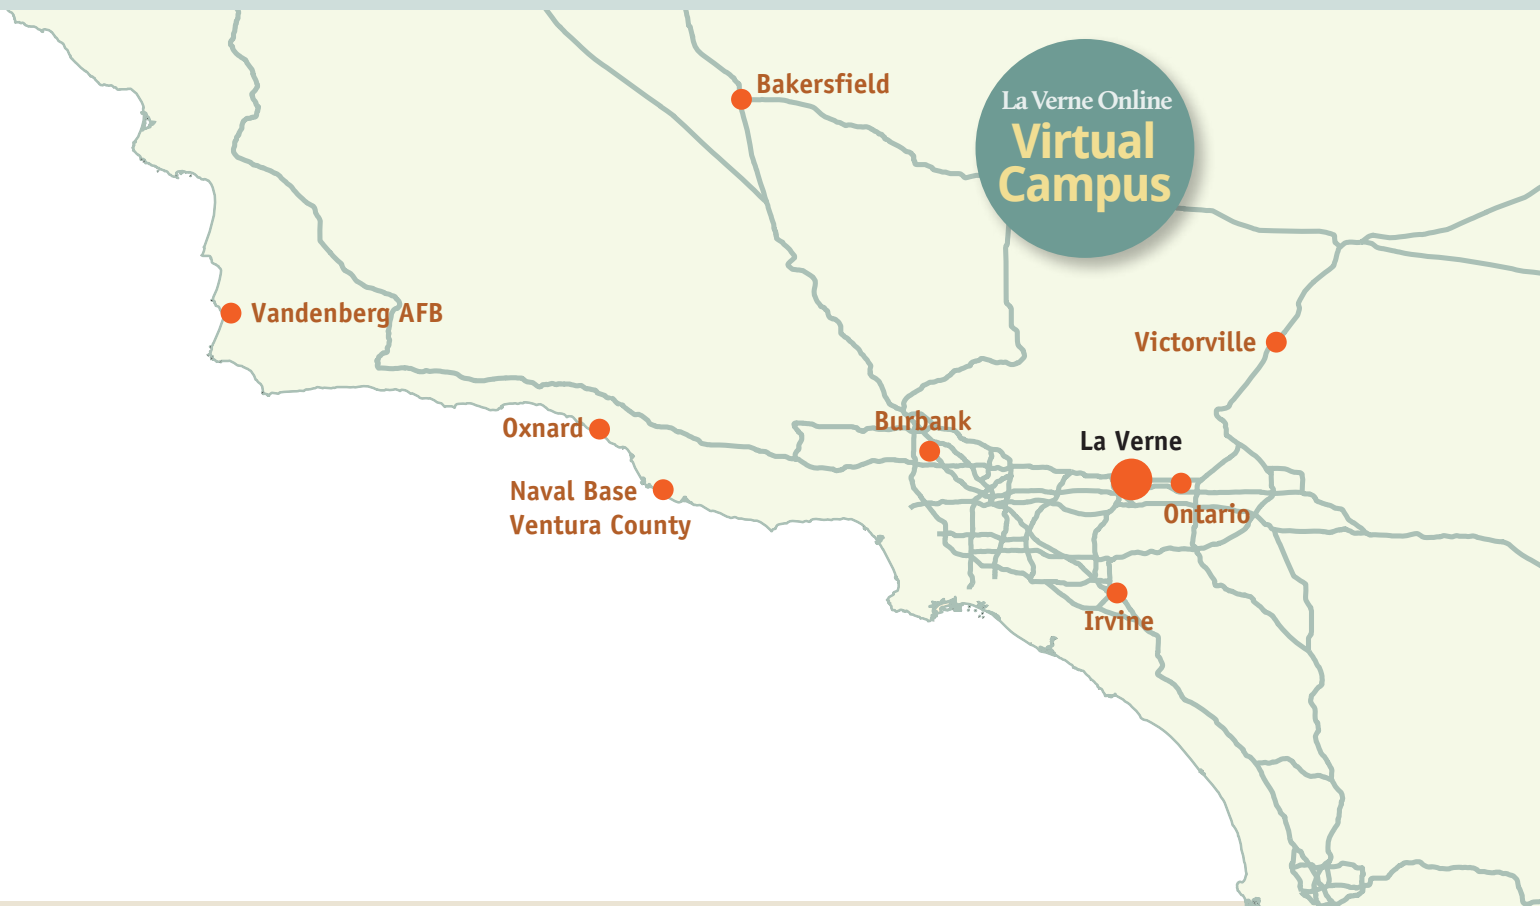 Bakersfield
La Verne Online
Virtual
Campus
Vandenberg AFB
Victorville
Burbank
Oxnard
La Verne
Naval Base
Ventura County
Ontario
Irvine